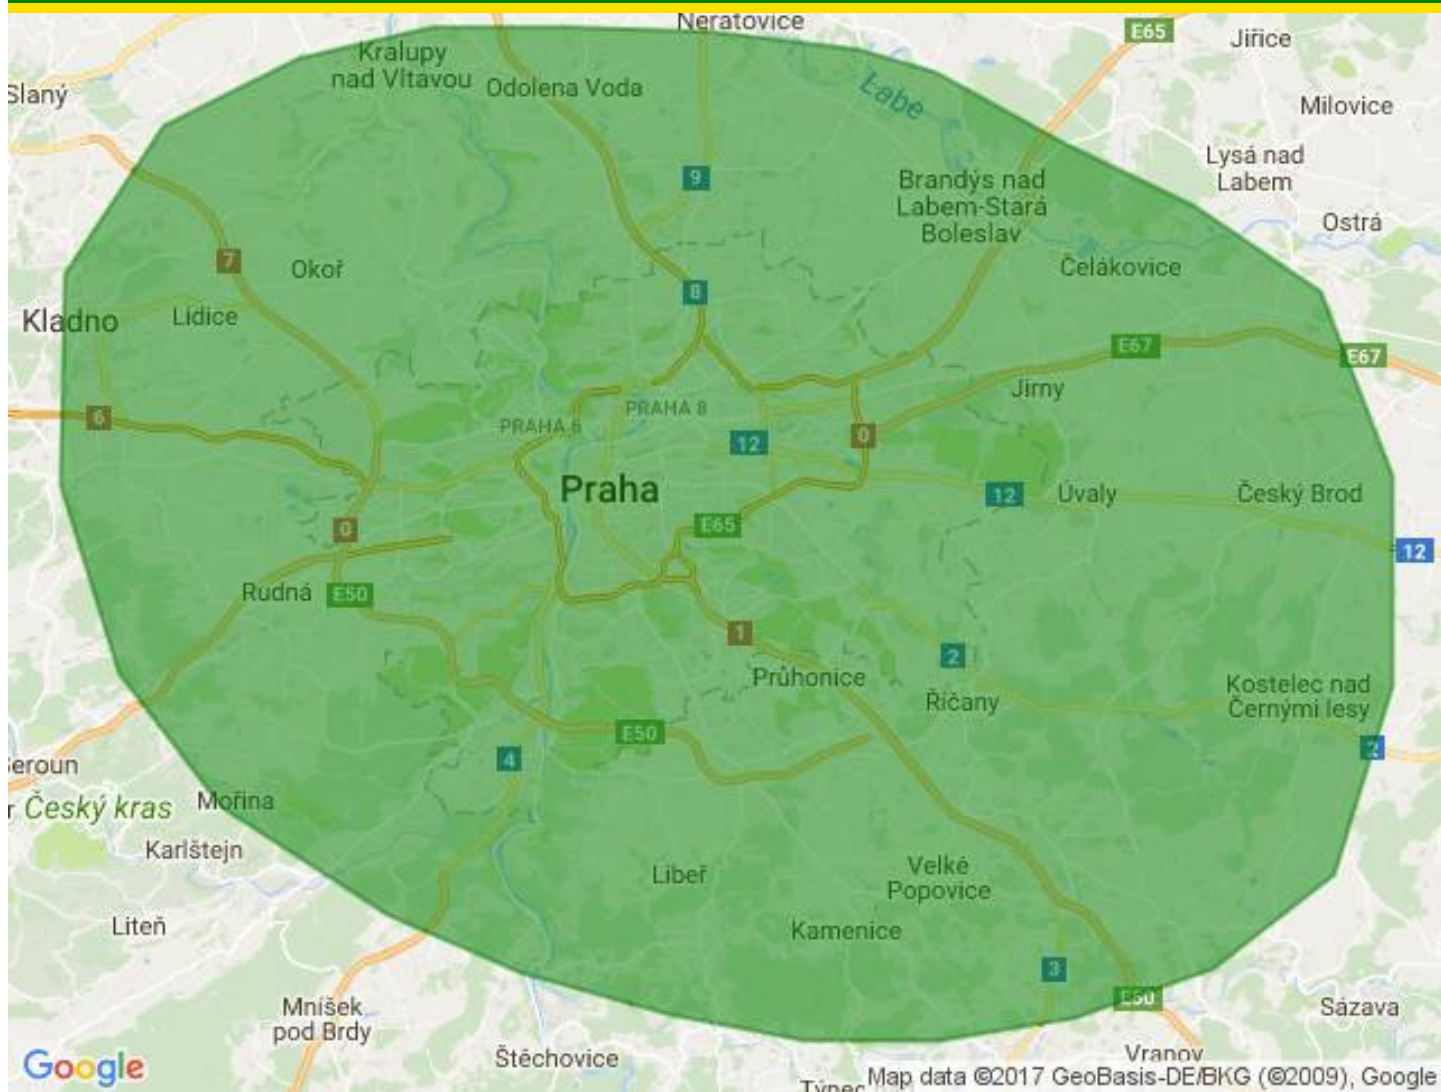 Neratovice
E65
Jiřice
Kralupy
nad Vltavou
Odolena Voda
Labe
Slaný
Milovice
Lysá nad
Labem
9
Brandýs nad
Labem-Stará
Boleslav
Ostrá
7
Okoř
Čelákovice
8
Kladno
Lidice
E67
E67
Jirny
6
PRAHA 6
PRAHA 8
12
0
Praha
12
Úvaly
Český Brod
0
E65
12
Rudná
E50
1
2
Průhonice
Říčany
Kostelec nad
Černými lesy
E50
2
4
Beroun
Český kras
Mořina
Karlštejn
Libeř
Velké
Popovice
Liteň
Kamenice
3
E50
Mníšek
pod Brdy
Sázava
Štěchovice
Vranov
Google
Týnec
Map data ©2017 GeoBasis-DE/BKG (©2009), Google